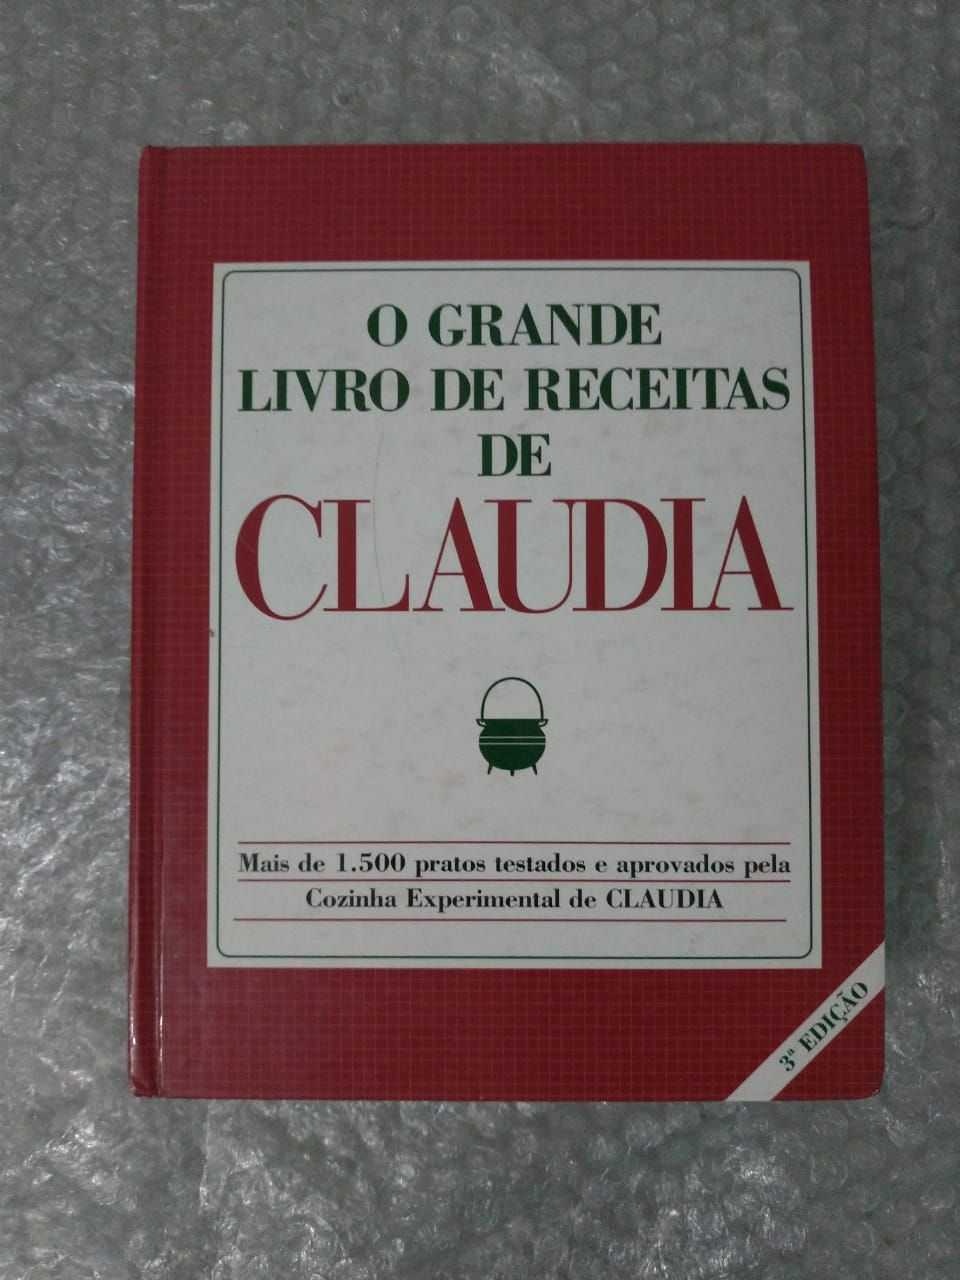 O GRANDE
LIVRO DE RECEITAS
DE
CLAUDIA
Mais de 1.500 pratos testados e aprovados pela
Cozinha Experimental de CLAUDIA
3ª EDIÇÃO